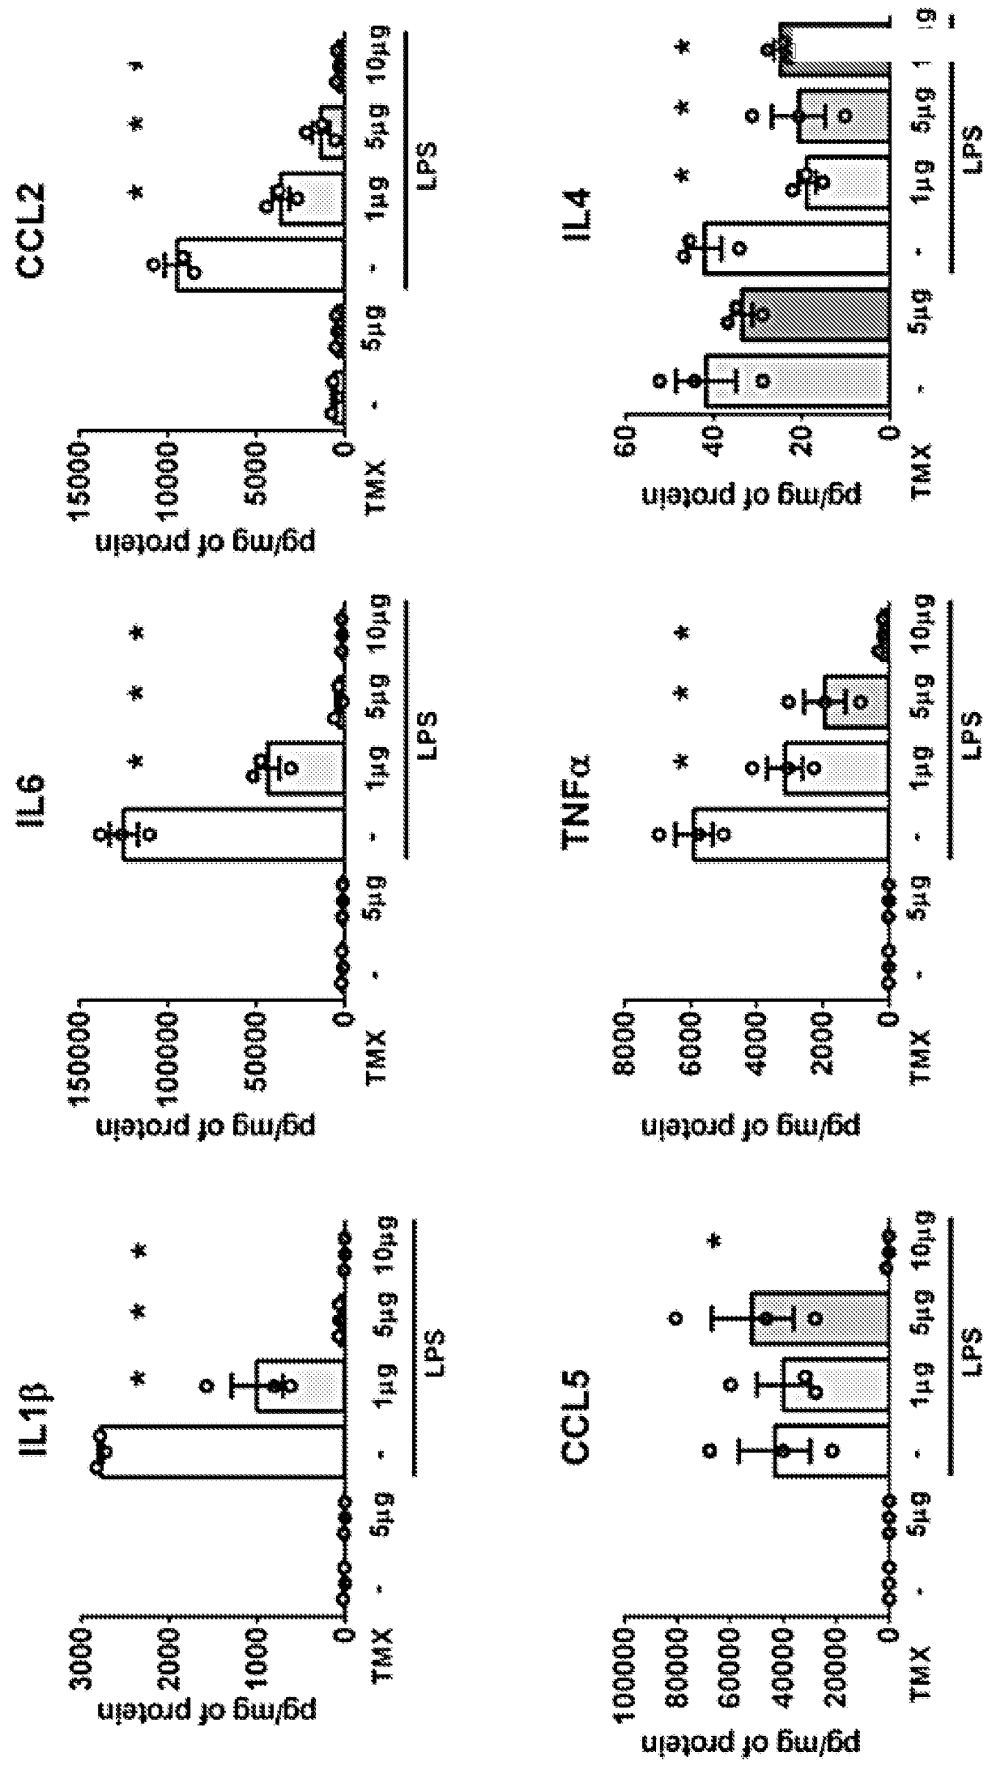 IL1β
3000
2000
1000
0
pg/mg of protein
* * *
TMX - 5µg - 1µg 5µg 10µg
LPS
IL6
150000
100000
50000
0
pg/mg of protein
* * *
TMX - 5µg - 1µg 5µg 10µg
LPS
CCL2
15000
10000
5000
0
pg/mg of protein
* *
TMX - 5µg - 1µg 5µg 10µg
LPS
CCL5
100000
80000
60000
40000
20000
0
pg/mg of protein
*
TMX - 5µg - 1µg 5µg 10µg
LPS
TNFα
8000
6000
4000
2000
0
pg/mg of protein
* * *
TMX - 5µg - 1µg 5µg 10µg
LPS
IL4
60
40
20
0
pg/mg of protein
* * *
TMX - 5µg - 1µg 5µg
LPS